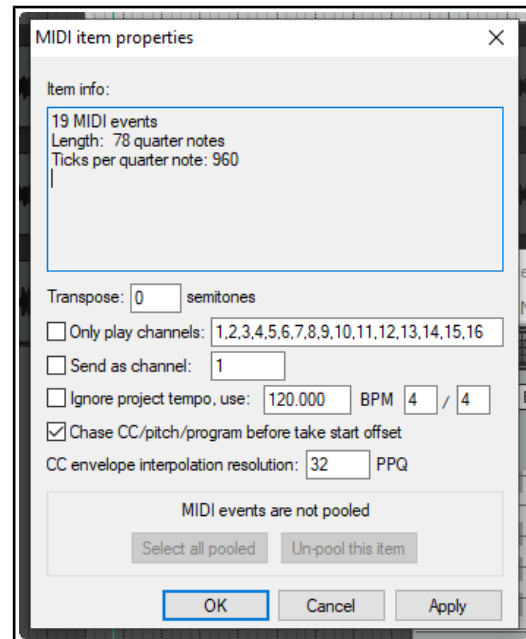 MIDI item properties
Item info:
19 MIDI events
Length: 78 quarter notes
Ticks per quarter note: 960
Transpose: 0 semitones
Only play channels: 1,2,3,4,5,6,7,8,9,10,11,12,13,14,15,16
Send as channel: 1
Ignore project tempo, use: 120.000 BPM 4 / 4
Chase CC/pitch/program before take start offset
CC envelope interpolation resolution: 32 PPQ
MIDI events are not pooled
Select all pooled Un-pool this item
OK Cancel Apply